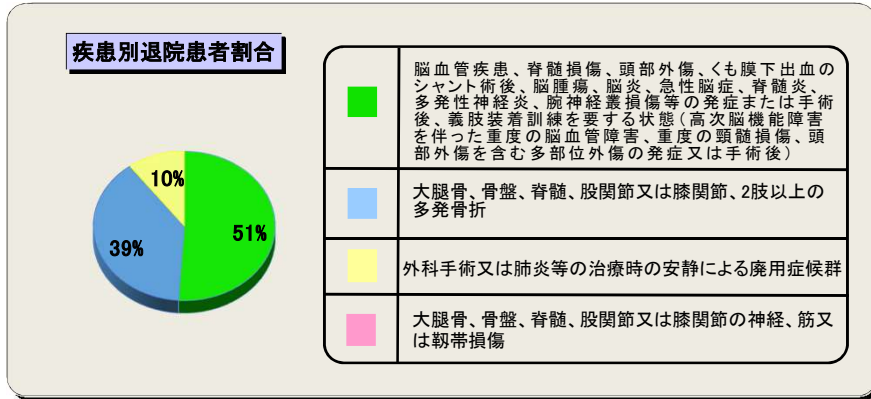 疾患別退院患者割合
10%
39%
51%
脳血管疾患、脊髄損傷、頭部外傷、くも膜下出血の
シャント術後、脳腫瘍、脳炎、急性脳症、脊髄炎、
多発性神経炎、腕神経叢損傷等の発症または手術
後、義肢装着訓練を要する状態（高次脳機能障害
を伴った重度の脳血管障害、重度の頸髄損傷、頭
部外傷を含む多部位外傷の発症又は手術後）
大腿骨、骨盤、脊髄、股関節又は膝関節、2肢以上の
多発骨折
外科手術又は肺炎等の治療時の安静による廃用症候群
大腿骨、骨盤、脊髄、股関節又は膝関節の神経、筋又
は靱帯損傷